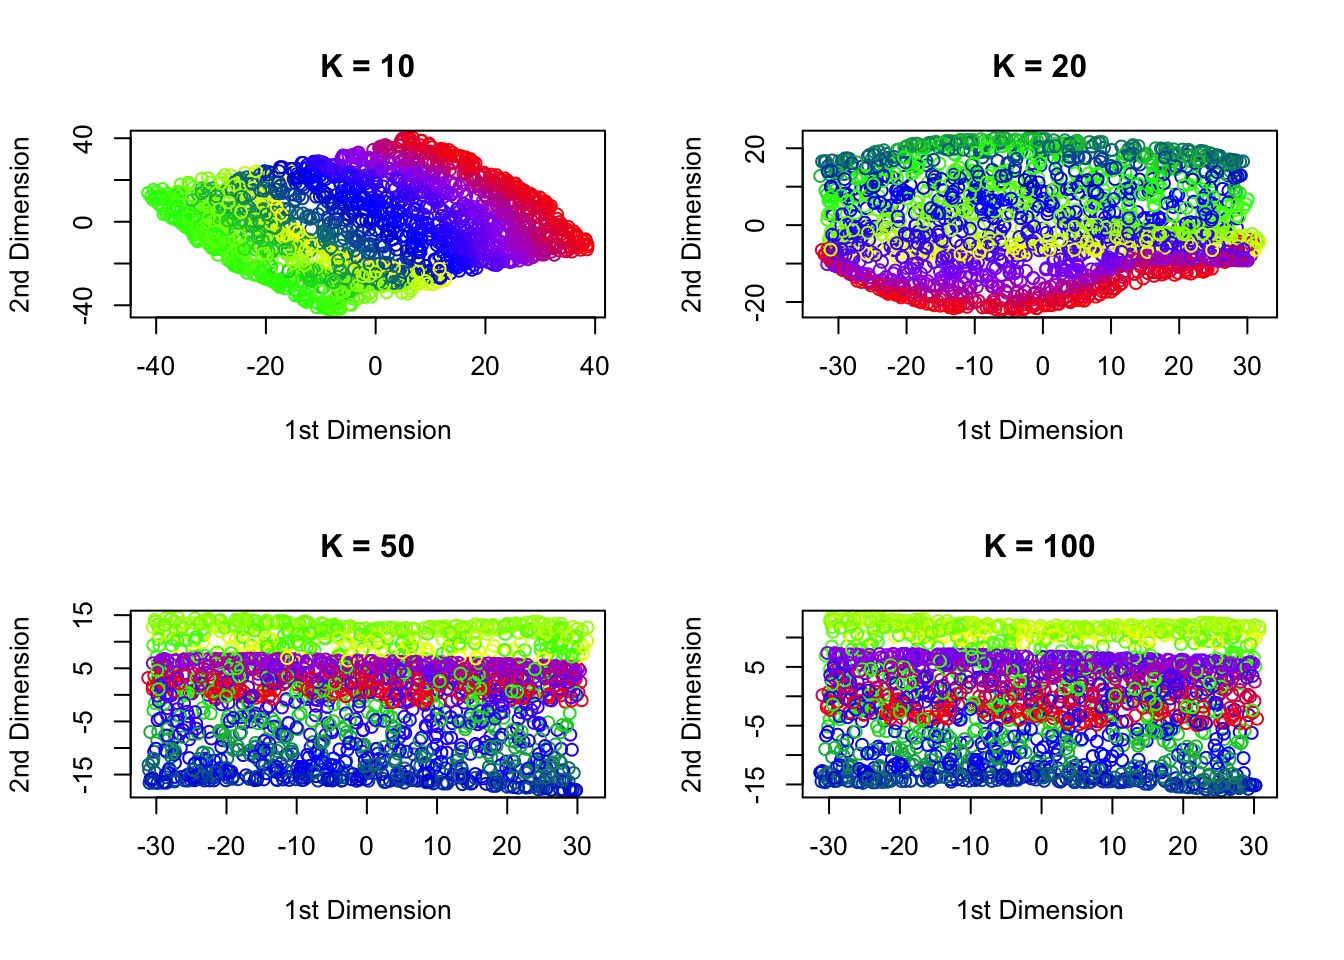 K = 10
2nd Dimension
40
0
-40
-40 -20 0 20 40
1st Dimension
K = 20
2nd Dimension
20
0
-20
-30 -20 -10 0 10 20 30
1st Dimension
K = 50
2nd Dimension
15
5
-5
-15
-30 -20 -10 0 10 20 30
1st Dimension
K = 100
2nd Dimension
5
-5
-15
-30 -20 -10 0 10 20 30
1st Dimension